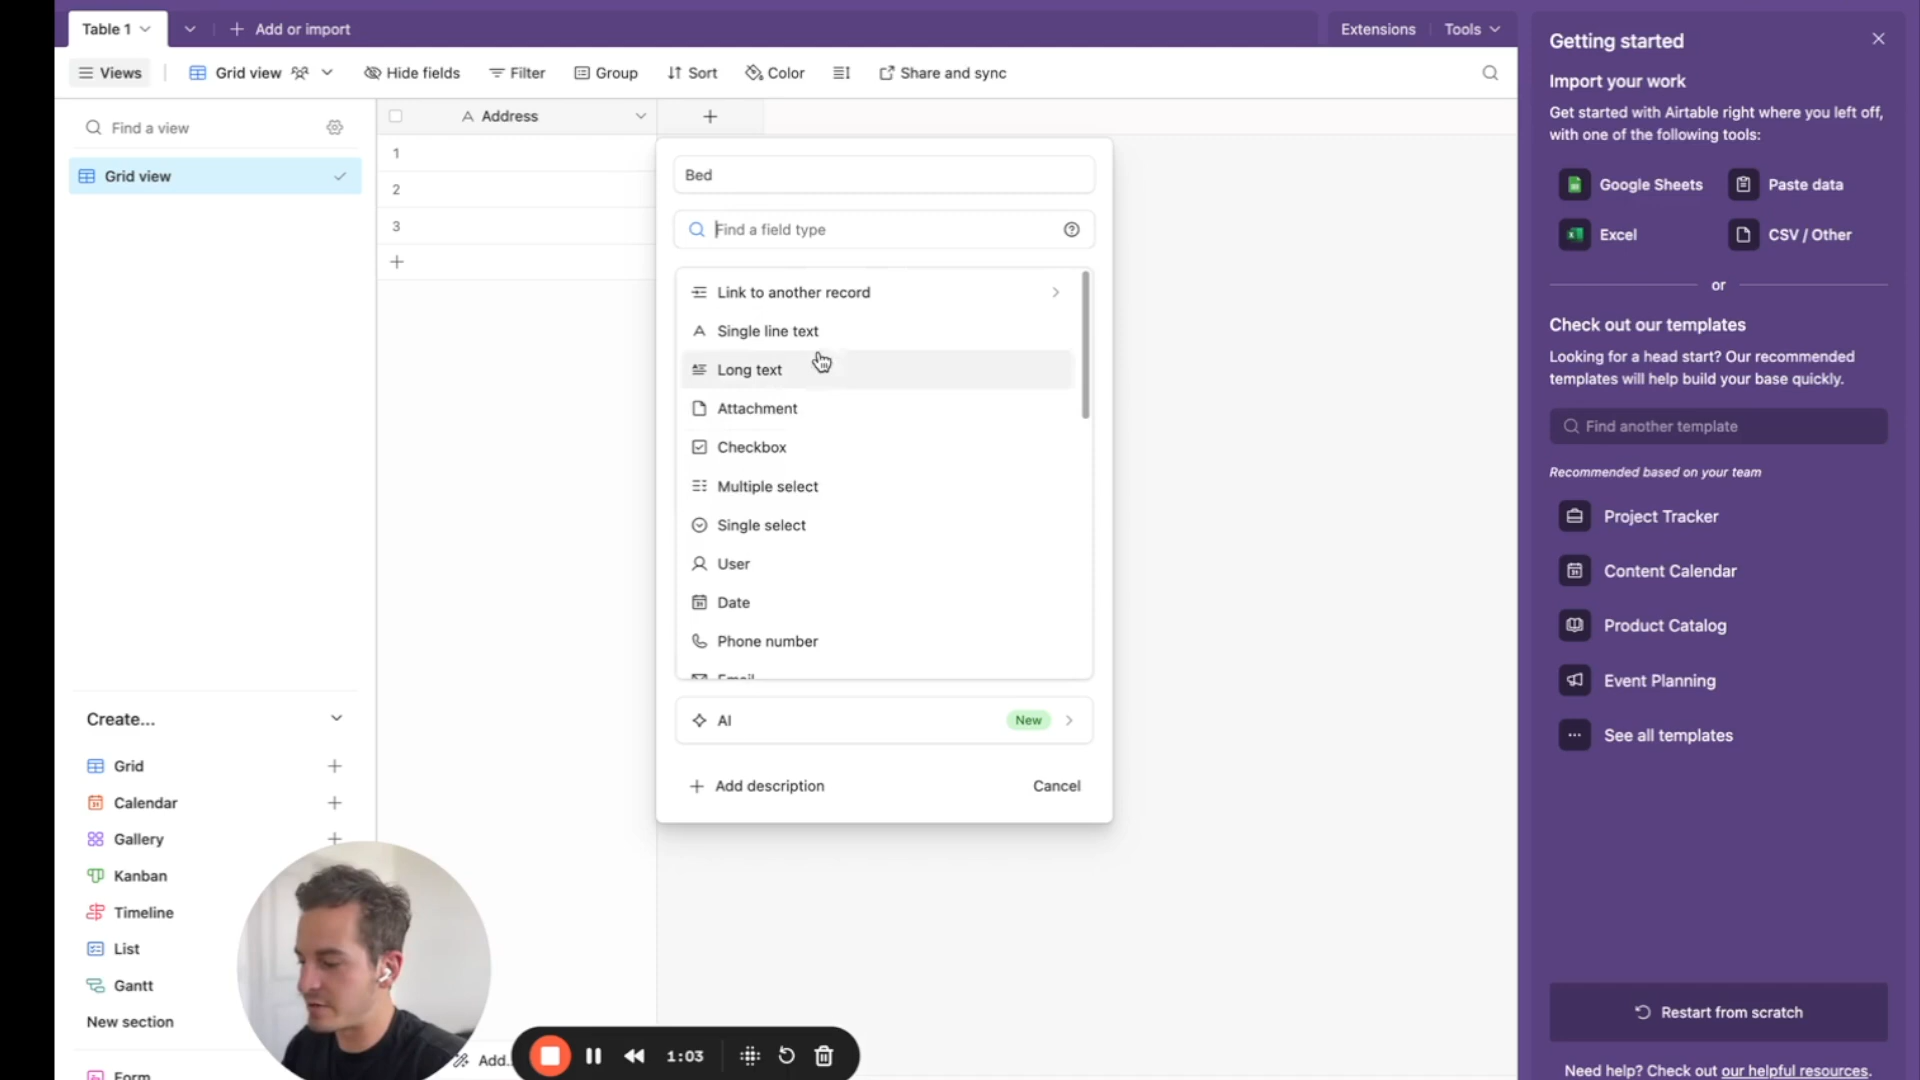 Table 1
Add or import
Extensions
Tools
Views
Grid view
Hide fields
Filter
Group
Sort
Color
Share and sync
Find a view
Grid view
Create...
Grid
Calendar
Gallery
Kanban
Timeline
List
Gantt
New section
Form
A Address
1
2
3
Add...
Bed
Find a field type
Link to another record
Single line text
Long text
Attachment
Checkbox
Multiple select
Single select
User
Date
Phone number
Email
AI
New
Add description
Cancel
1:03
Getting started
Import your work
Get started with Airtable right where you left off,
with one of the following tools:
Google Sheets
Paste data
Excel
CSV / Other
or
Check out our templates
Looking for a head start? Our recommended
templates will help build your base quickly.
Find another template
Recommended based on your team
Project Tracker
Content Calendar
Product Catalog
Event Planning
See all templates
Restart from scratch
Need help? Check out our helpful resources.